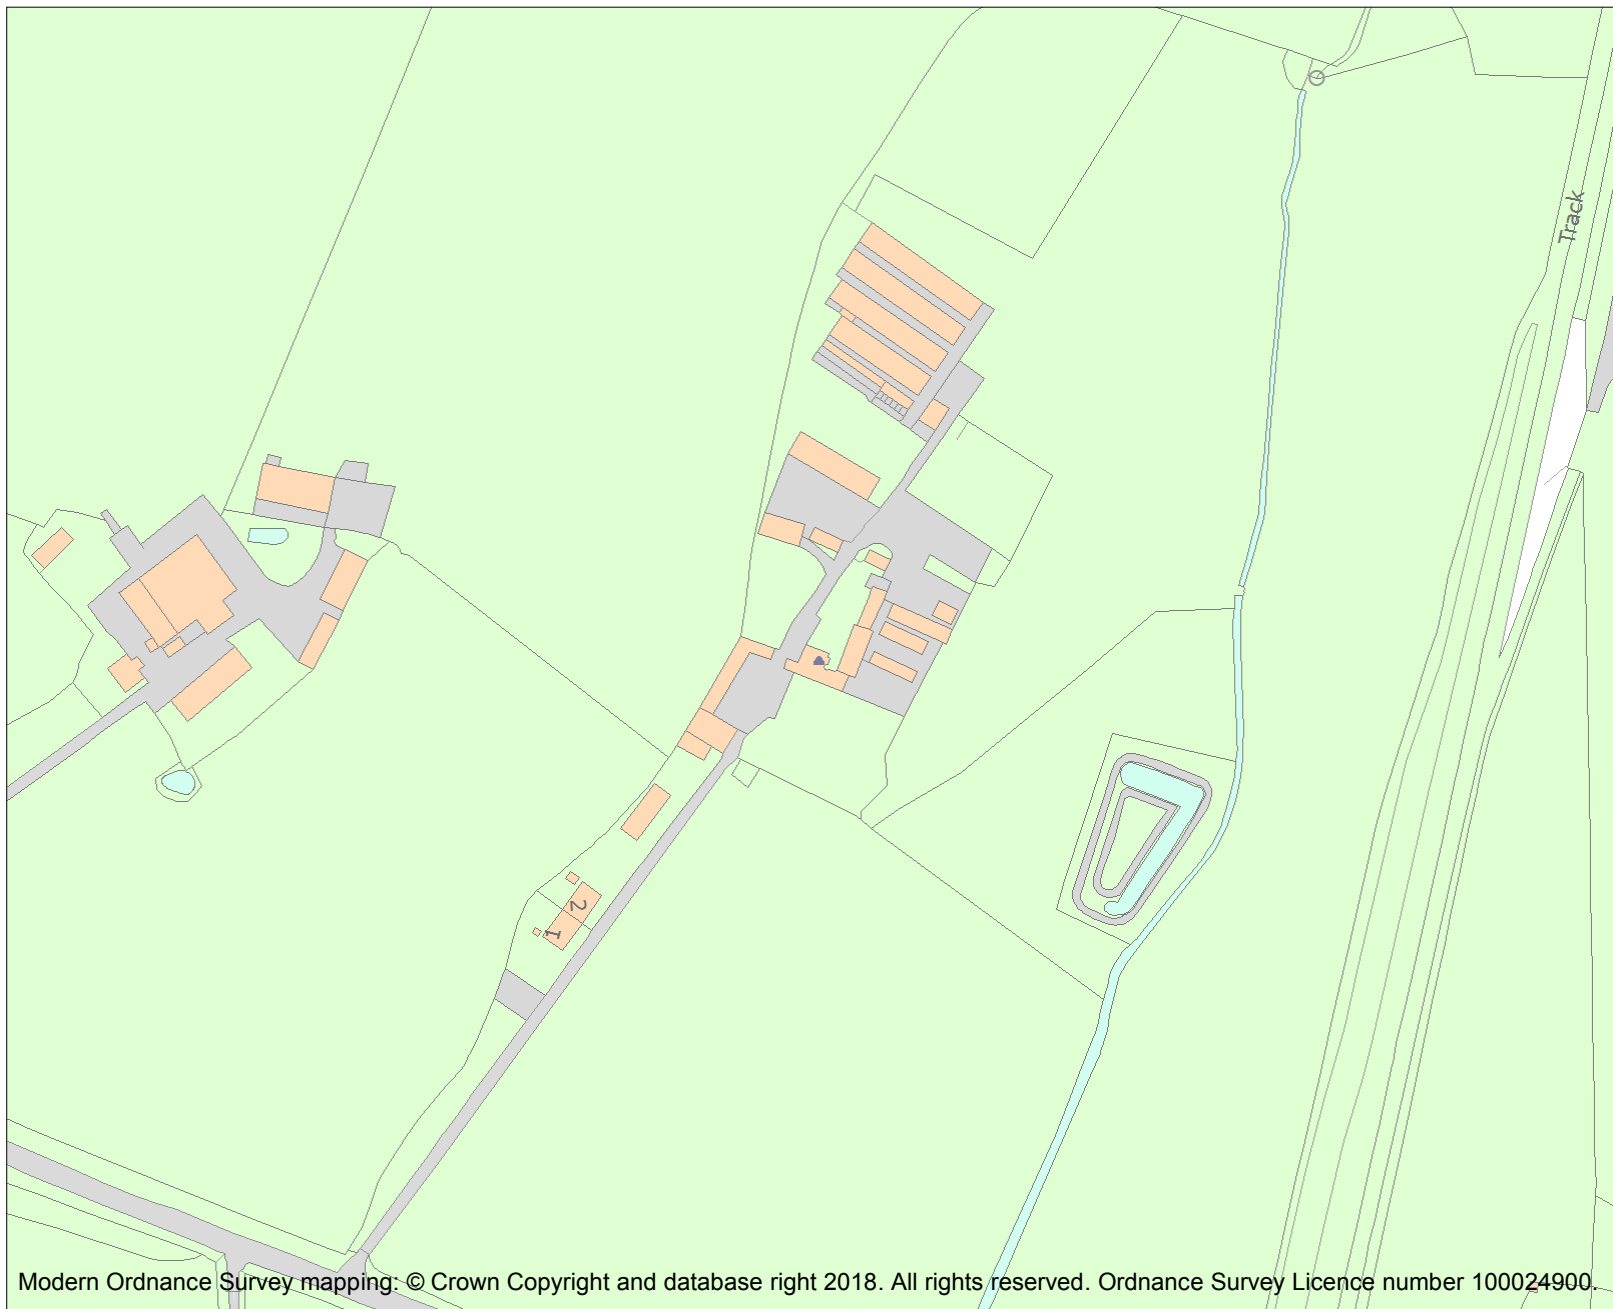 Track
2
1
Modern Ordnance Survey mapping: © Crown Copyright and database right 2018. All rights reserved. Ordnance Survey Licence number 100024900.